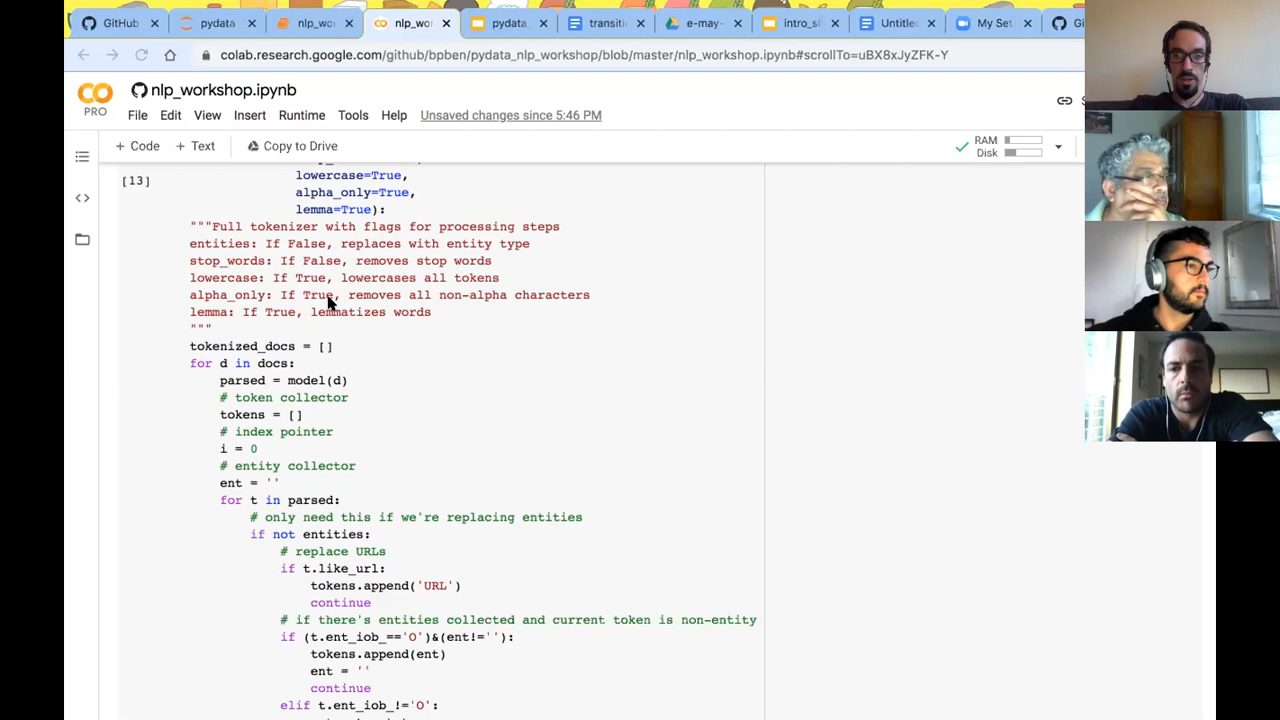 GitHub
pydata
nlp_wo
nlp_wo
pydata_
transiti
e-may-
intro_sl
Untitle
My Set
Gi
colab.research.google.com/github/bpben/pydata_nlp_workshop/blob/master/nlp_workshop.ipynb#scrollTo=uBX8xJyZFK-Y
CO
PRO
nlp_workshop.ipynb
File Edit View Insert Runtime Tools Help Unsaved changes since 5:46 PM
+ Code + Text Copy to Drive
RAM
Disk
[13]
lowercase=True,
alpha_only=True,
lemma=True):
"""Full tokenizer with flags for processing steps
entities: If False, replaces with entity type
stop_words: If False, removes stop words
lowercase: If True, lowercases all tokens
alpha_only: If True, removes all non-alpha characters
lemma: If True, lemmatizes words
"""
tokenized_docs = []
for d in docs:
parsed = model(d)
# token collector
tokens = []
# index pointer
i = 0
# entity collector
ent = ''
for t in parsed:
# only need this if we're replacing entities
if not entities:
# replace URLs
if t.like_url:
tokens.append('URL')
continue
# if there's entities collected and current token is non-entity
if (t.ent_iob_=='O')&(ent!=''):
tokens.append(ent)
ent = ''
continue
elif t.ent_iob_!='O':